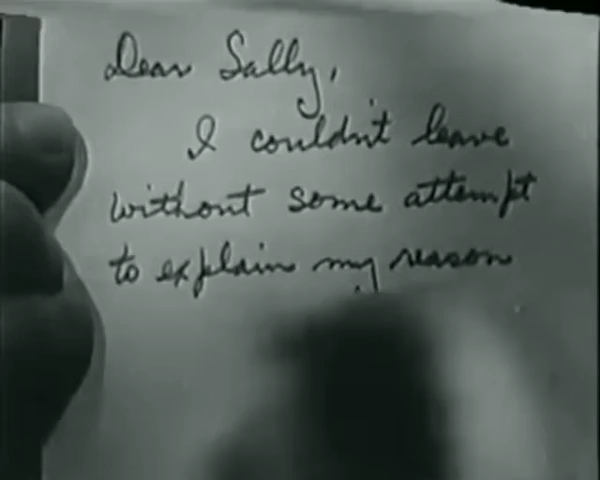 Dear Sally,
I couldn't leave
without some attempt
to explain my reason